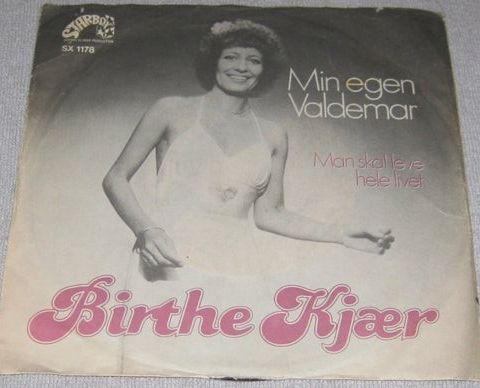 STARBOX
SX 1178
Min egen
Valdemar
Man skal leve
hele livet
Birthe Kjær